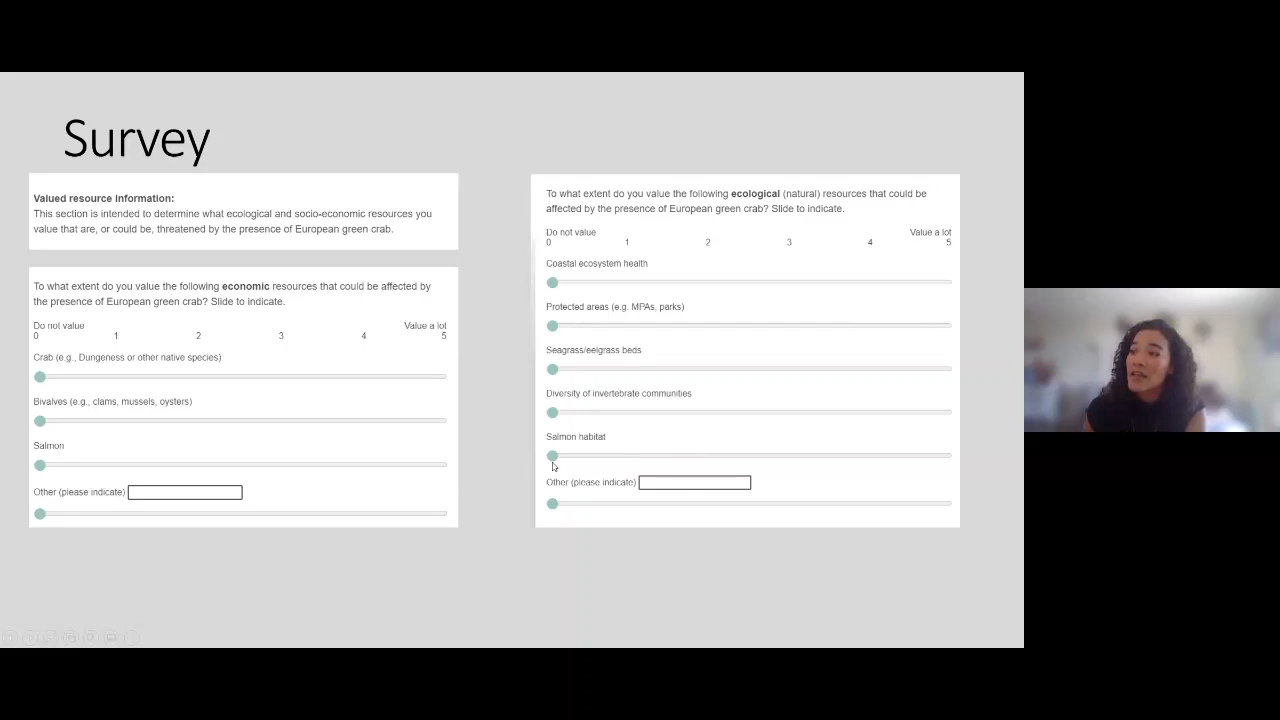 Survey
Valued resource information:
This section is intended to determine what ecological and socio-economic resources you
value that are, or could be, threatened by the presence of European green crab.
To what extent do you value the following economic resources that could be affected by
the presence of European green crab? Slide to indicate.
Do not value Value a lot
0 1 2 3 4 5
Crab (e.g., Dungeness or other native species)
Bivalves (e.g., clams, mussels, oysters)
Salmon
Other (please indicate)
To what extent do you value the following ecological (natural) resources that could be
affected by the presence of European green crab? Slide to indicate.
Do not value Value a lot
0 1 2 3 4 5
Coastal ecosystem health
Protected areas (e.g. MPAs, parks)
Seagrass/eelgrass beds
Diversity of invertebrate communities
Salmon habitat
Other (please indicate)